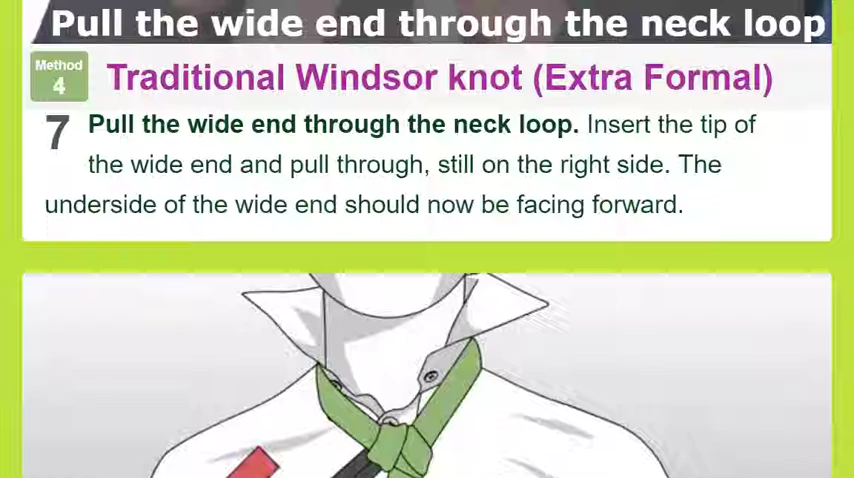 Pull the wide end through the neck loop
Method
4
Traditional Windsor knot (Extra Formal)
7 Pull the wide end through the neck loop. Insert the tip of
the wide end and pull through, still on the right side. The
underside of the wide end should now be facing forward.